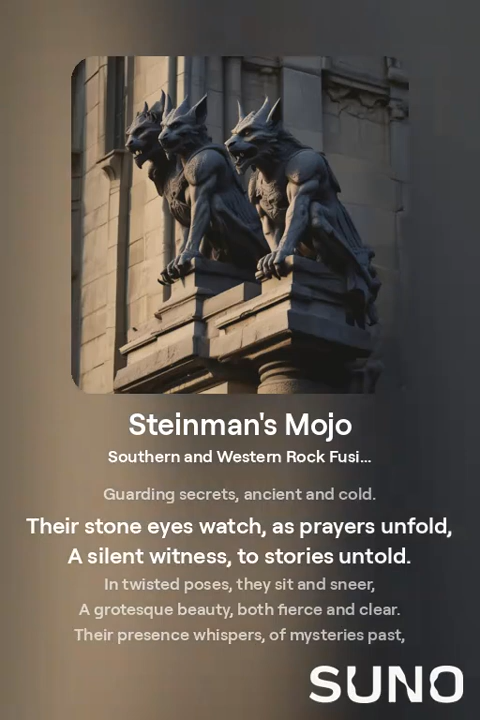 Steinman's Mojo
Southern and Western Rock Fusi...
Guarding secrets, ancient and cold.
Their stone eyes watch, as prayers unfold,
A silent witness, to stories untold.
In twisted poses, they sit and sneer,
A grotesque beauty, both fierce and clear.
Their presence whispers, of mysteries past,
SUNO